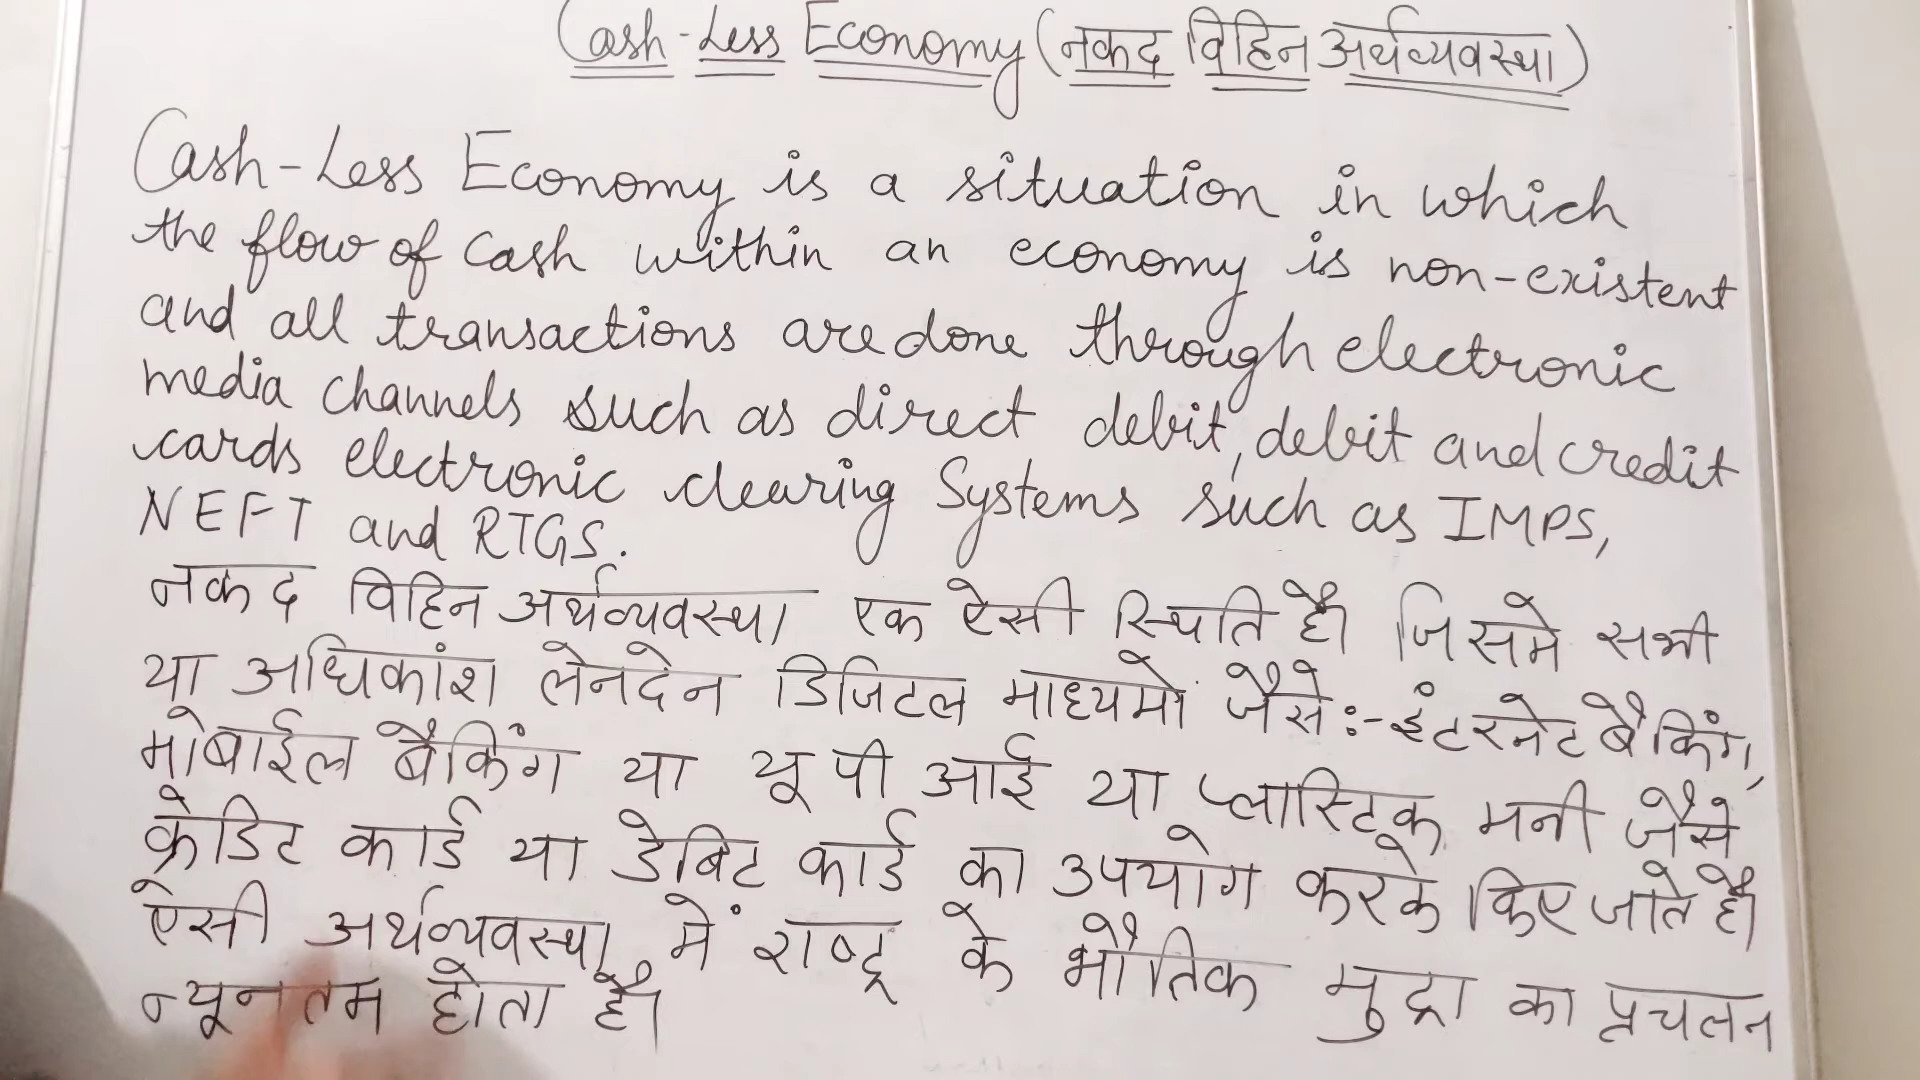 Cash-Less Economy (नकद विहिन अर्थव्यवस्था)
Cash-Less Economy is a situation in which
the flow of cash within an economy is non-existent
and all transactions are done through electronic
media channels such as direct debit, debit and credit
cards electronic clearing Systems such as IMPS,
NEFT and RTGS.
नकद विहिन अर्थव्यवस्था एक ऐसी स्थिति है। जिसमे सभी
या अधिकांश लेनदेन डिजिटल माध्यमो जैसे:- इंटरनेट बैकिंग,
मोबाईल बैकिंग या यू पी आई या प्लास्टिक मनी जैसे
क्रेडिट कार्ड या डेबिट कार्ड का उपयोग करके किए जाते है।
ऐसी अर्थव्यवस्था में राष्ट्र के भौतिक मुद्रा का प्रचलन
न्यूनतम होता है।